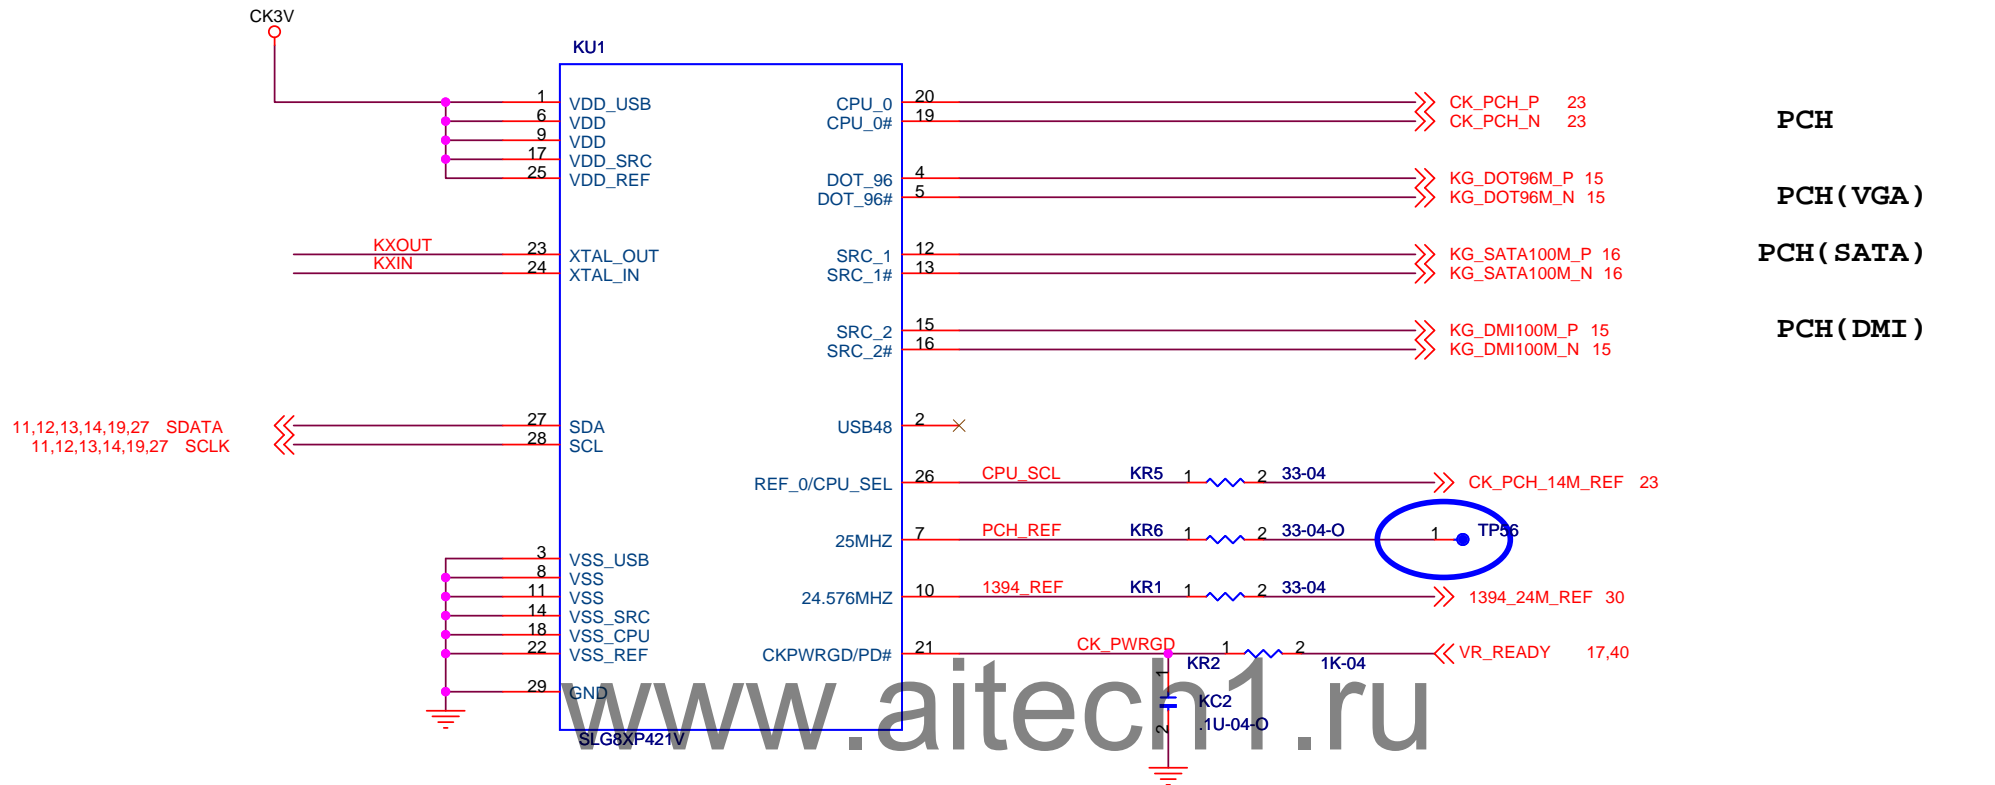 CK3V
KU1
1 VDD_USB CPU_0 20 CK_PCH_P 23
6 VDD CPU_0# 19 CK_PCH_N 23 PCH
9 VDD
17 VDD_SRC
25 VDD_REF DOT_96 4 KG_DOT96M_P 15
DOT_96# 5 KG_DOT96M_N 15 PCH(VGA)
KXOUT 23 XTAL_OUT SRC_1 12 KG_SATA100M_P 16 PCH(SATA)
KXIN 24 XTAL_IN SRC_1# 13 KG_SATA100M_N 16
SRC_2 15 KG_DMI100M_P 15 PCH(DMI)
SRC_2# 16 KG_DMI100M_N 15
11,12,13,14,19,27 SDATA 27 SDA USB48 2
11,12,13,14,19,27 SCLK 28 SCL
REF_0/CPU_SEL 26 CPU_SCL KR5 1 2 33-04 CK_PCH_14M_REF 23
25MHZ 7 PCH_REF KR6 1 2 33-04-O 1 TP56
3 VSS_USB
8 VSS
11 VSS 24.576MHZ 10 1394_REF KR1 1 2 33-04 1394_24M_REF 30
14 VSS_SRC
18 VSS_CPU
22 VSS_REF CKPWRGD/PD# 21 CK_PWRGD 1 2 VR_READY 17,40
KR2 1K-04
29 GND 1
KC2
2 .1U-04-O
SLG8XP421V
www.aitech1.ru